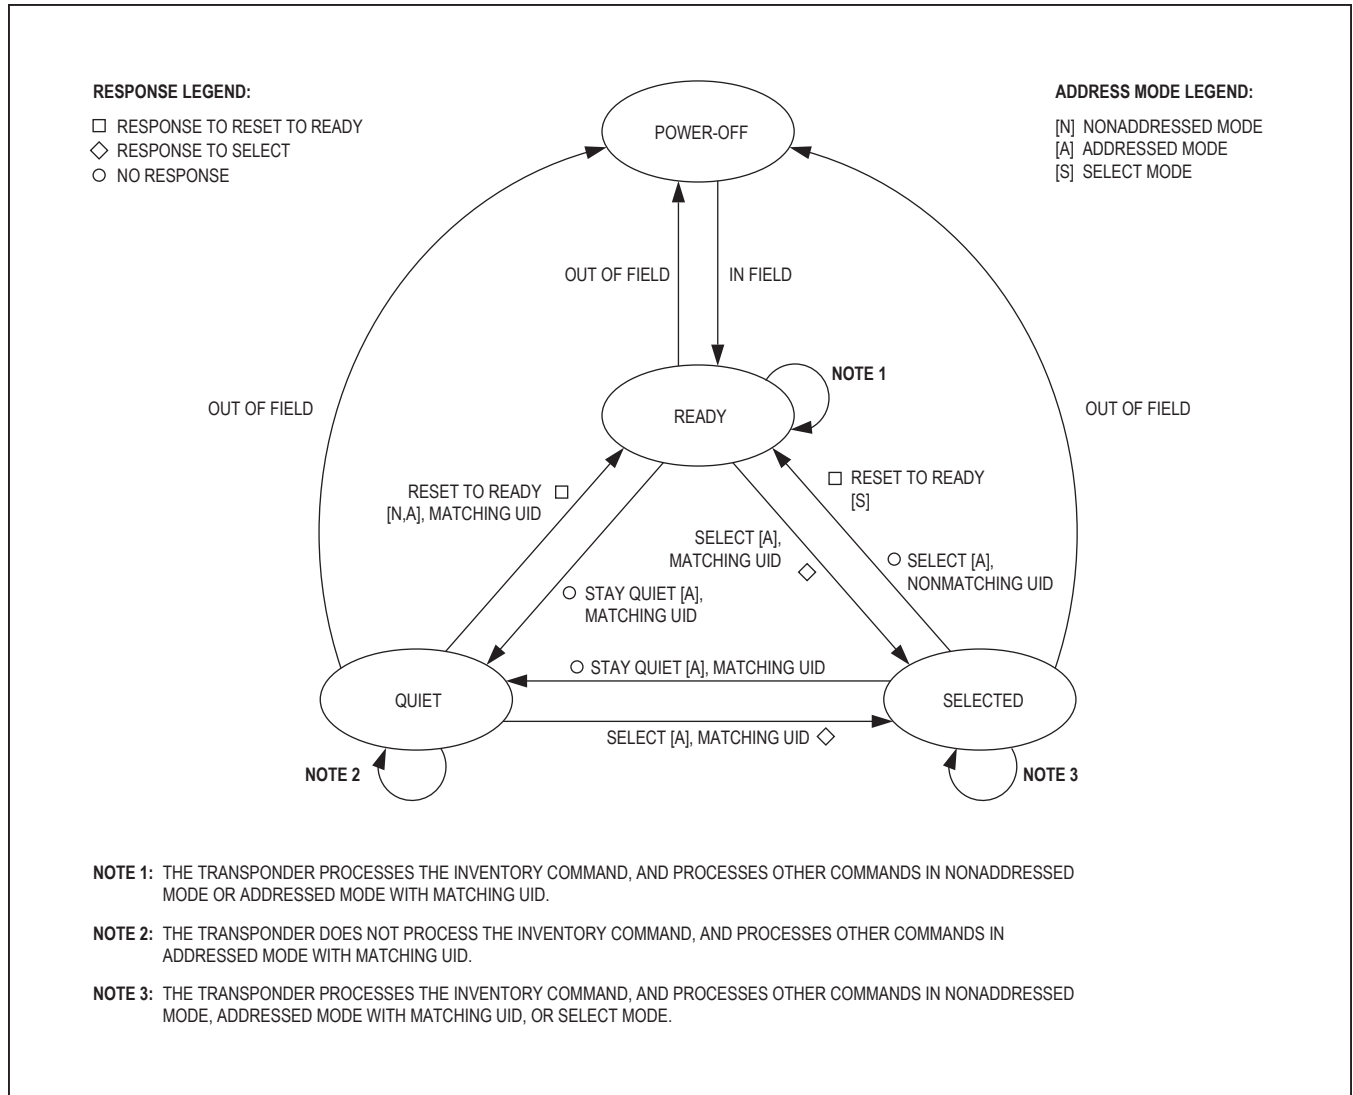 RESPONSE LEGEND:
RESPONSE TO RESET TO READY
RESPONSE TO SELECT
NO RESPONSE
ADDRESS MODE LEGEND:
[N] NONADDRESSED MODE
[A] ADDRESSED MODE
[S] SELECT MODE
POWER-OFF
OUT OF FIELD
IN FIELD
NOTE 1
OUT OF FIELD
READY
OUT OF FIELD
RESET TO READY
[N,A], MATCHING UID
RESET TO READY
[S]
SELECT [A],
MATCHING UID
SELECT [A],
NONMATCHING UID
STAY QUIET [A],
MATCHING UID
STAY QUIET [A], MATCHING UID
QUIET
SELECTED
SELECT [A], MATCHING UID
NOTE 2
NOTE 3
NOTE 1: THE TRANSPONDER PROCESSES THE INVENTORY COMMAND, AND PROCESSES OTHER COMMANDS IN NONADDRESSED
MODE OR ADDRESSED MODE WITH MATCHING UID.
NOTE 2: THE TRANSPONDER DOES NOT PROCESS THE INVENTORY COMMAND, AND PROCESSES OTHER COMMANDS IN
ADDRESSED MODE WITH MATCHING UID.
NOTE 3: THE TRANSPONDER PROCESSES THE INVENTORY COMMAND, AND PROCESSES OTHER COMMANDS IN NONADDRESSED
MODE, ADDRESSED MODE WITH MATCHING UID, OR SELECT MODE.